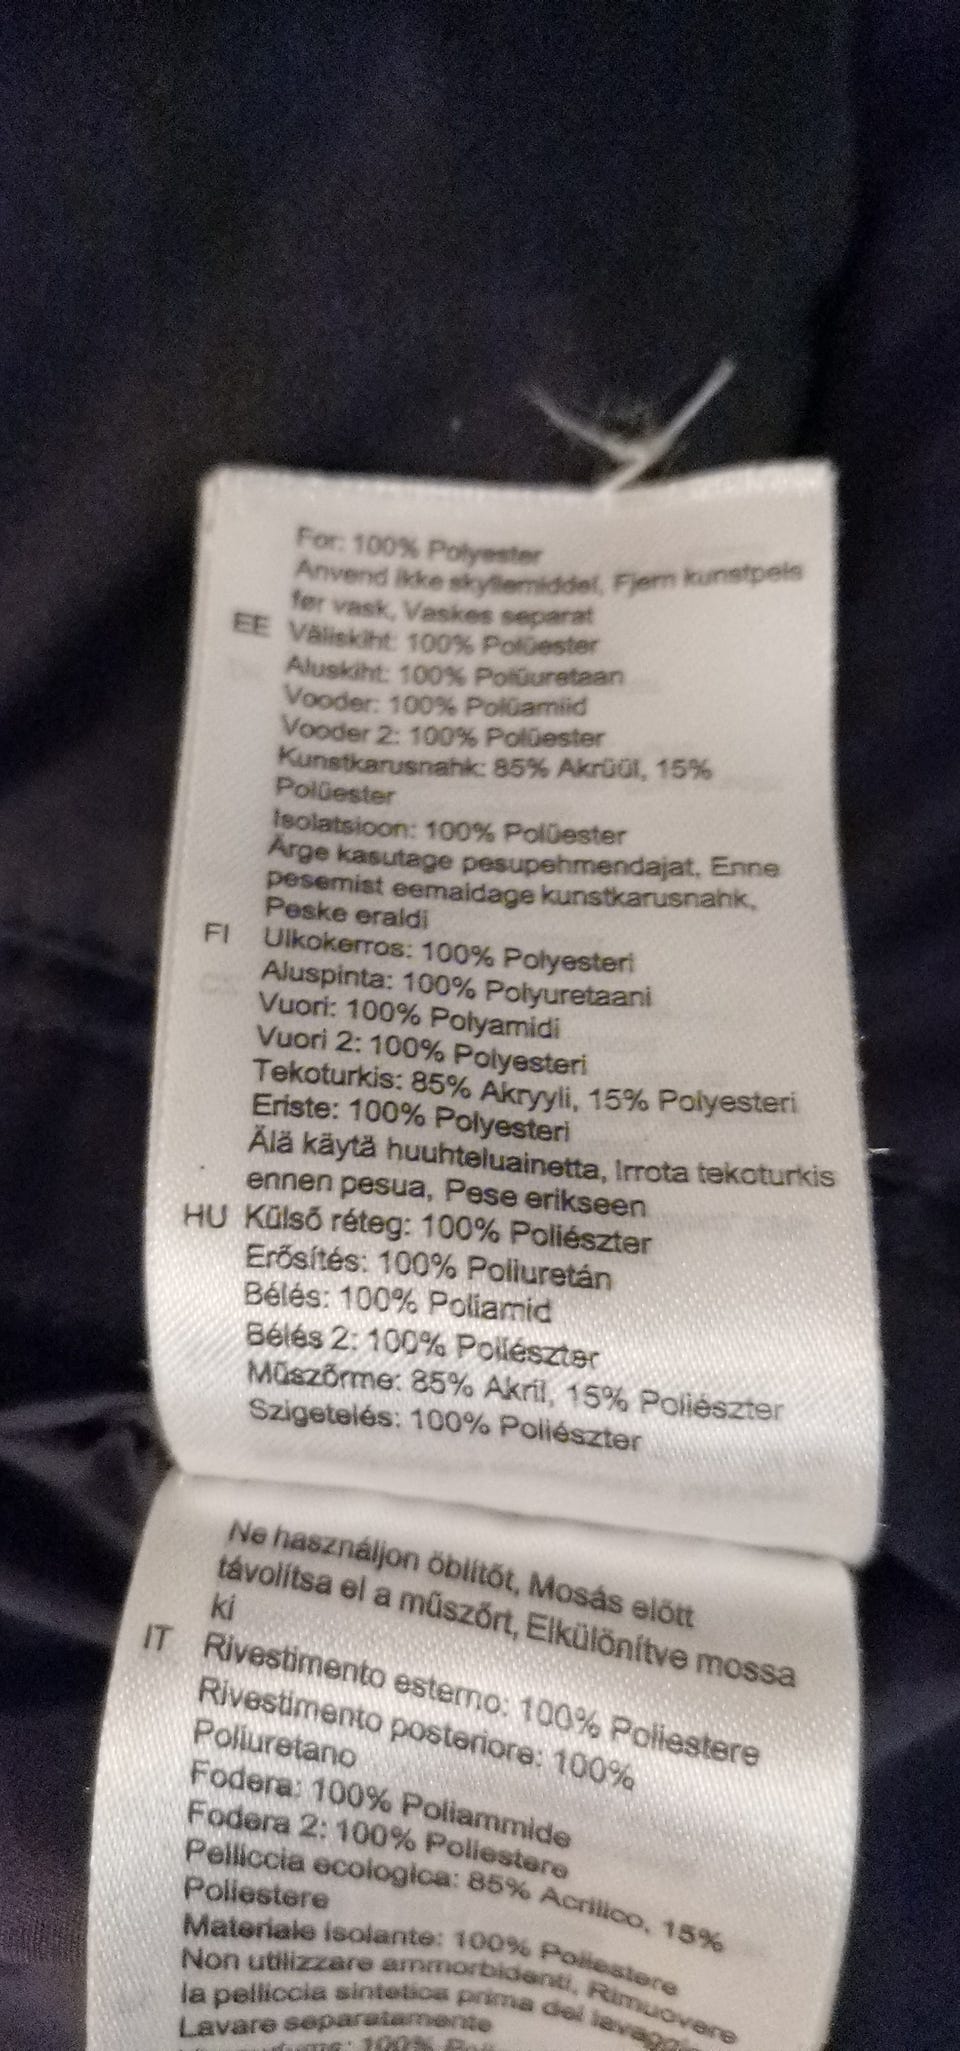 For: 100% Polyester
Anvend ikke skyllemiddel, Fjern kunstpels
før vask, Vaskes separat
EE Väliskiht: 100% Polüester
Aluskiht: 100% Polüuretaan
Vooder: 100% Polüamiid
Vooder 2: 100% Polüester
Kunstkarusnahk: 85% Akrüül, 15%
Polüester
Isolatsioon: 100% Polüester
Ärge kasutage pesupehmendajat, Enne
pesemist eemaldage kunstkarusnahk,
Peske eraldi
FI Ulkokerros: 100% Polyesteri
Aluspinta: 100% Polyuretaani
Vuori: 100% Polyamidi
Vuori 2: 100% Polyesteri
Tekoturkis: 85% Akryyli, 15% Polyesteri
Eriste: 100% Polyesteri
Älä käytä huuhteluainetta, Irrota tekoturkis
ennen pesua, Pese erikseen
HU Külső réteg: 100% Poliészter
Erősítés: 100% Poliuretán
Bélés: 100% Poliamid
Bélés 2: 100% Poliészter
Műszőrme: 85% Akril, 15% Poliészter
Szigetelés: 100% Poliészter
Ne használjon öblítőt, Mosás előtt
távolítsa el a műszőrt, Elkülönítve mossa
ki
IT Rivestimento esterno: 100% Poliestere
Rivestimento posteriore: 100%
Poliuretano
Fodera: 100% Poliammide
Fodera 2: 100% Poliestere
Pelliccia ecologica: 85% Acrilico, 15%
Poliestere
Materiale isolante: 100% Poliestere
Non utilizzare ammorbidenti, Rimuovere
la pelliccia sintetica prima del lavaggi
Lavare separatamente
100%